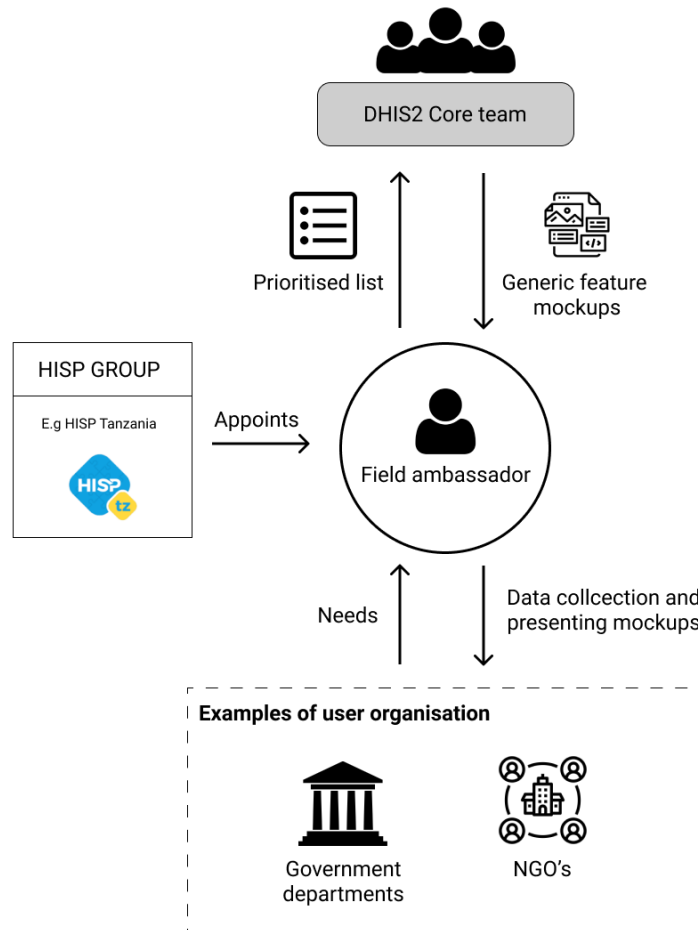 DHIS2 Core team
Prioritised list
Generic feature
mockups
HISP GROUP
E.g HISP Tanzania
HISP
tz
Appoints
Field ambassador
Needs
Data collcection and
presenting mockups
Examples of user organisation
Government
departments
NGO's